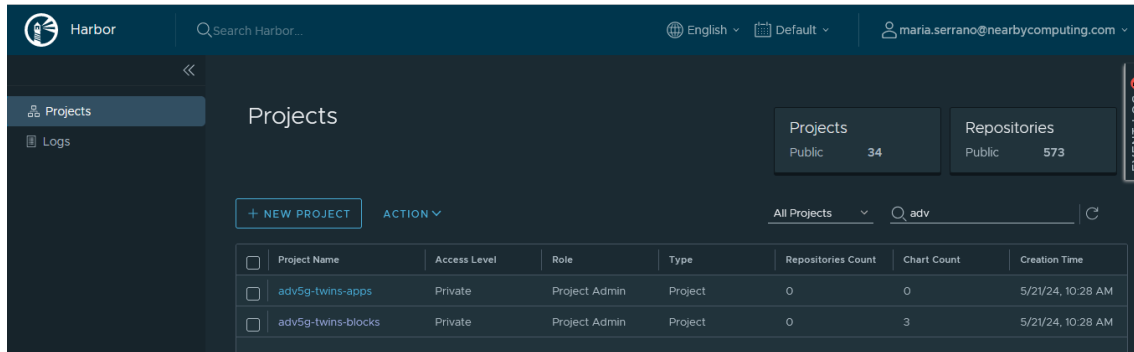 Harbor
Search Harbor...
English
Default
maria.serrano@nearbycomputing.com
Projects
Logs
Projects
Projects
Public 34
Repositories
Public 573
+ NEW PROJECT
ACTION
All Projects
adv
Project Name Access Level Role Type Repositories Count Chart Count Creation Time
adv5g-twins-apps Private Project Admin Project 0 0 5/21/24, 10:28 AM
adv5g-twins-blocks Private Project Admin Project 0 3 5/21/24, 10:28 AM